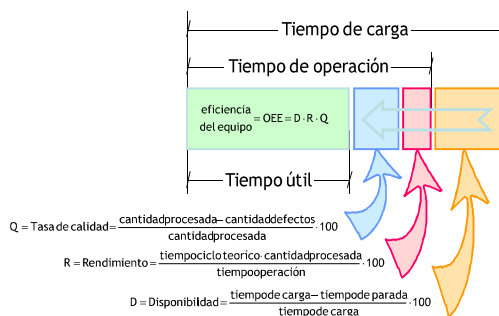 Tiempo de carga
Tiempo de operación
eficiencia
del equipo = OEE = D · R · Q
Tiempo útil
Q = Tasa de calidad = cantidadprocesada − cantidaddefectos / cantidadprocesada · 100
R = Rendimiento = tiempociclo teorico · cantidadprocesada / tiempooperación · 100
D = Disponibilidad = tiempode carga − tiempode parada / tiempode carga · 100